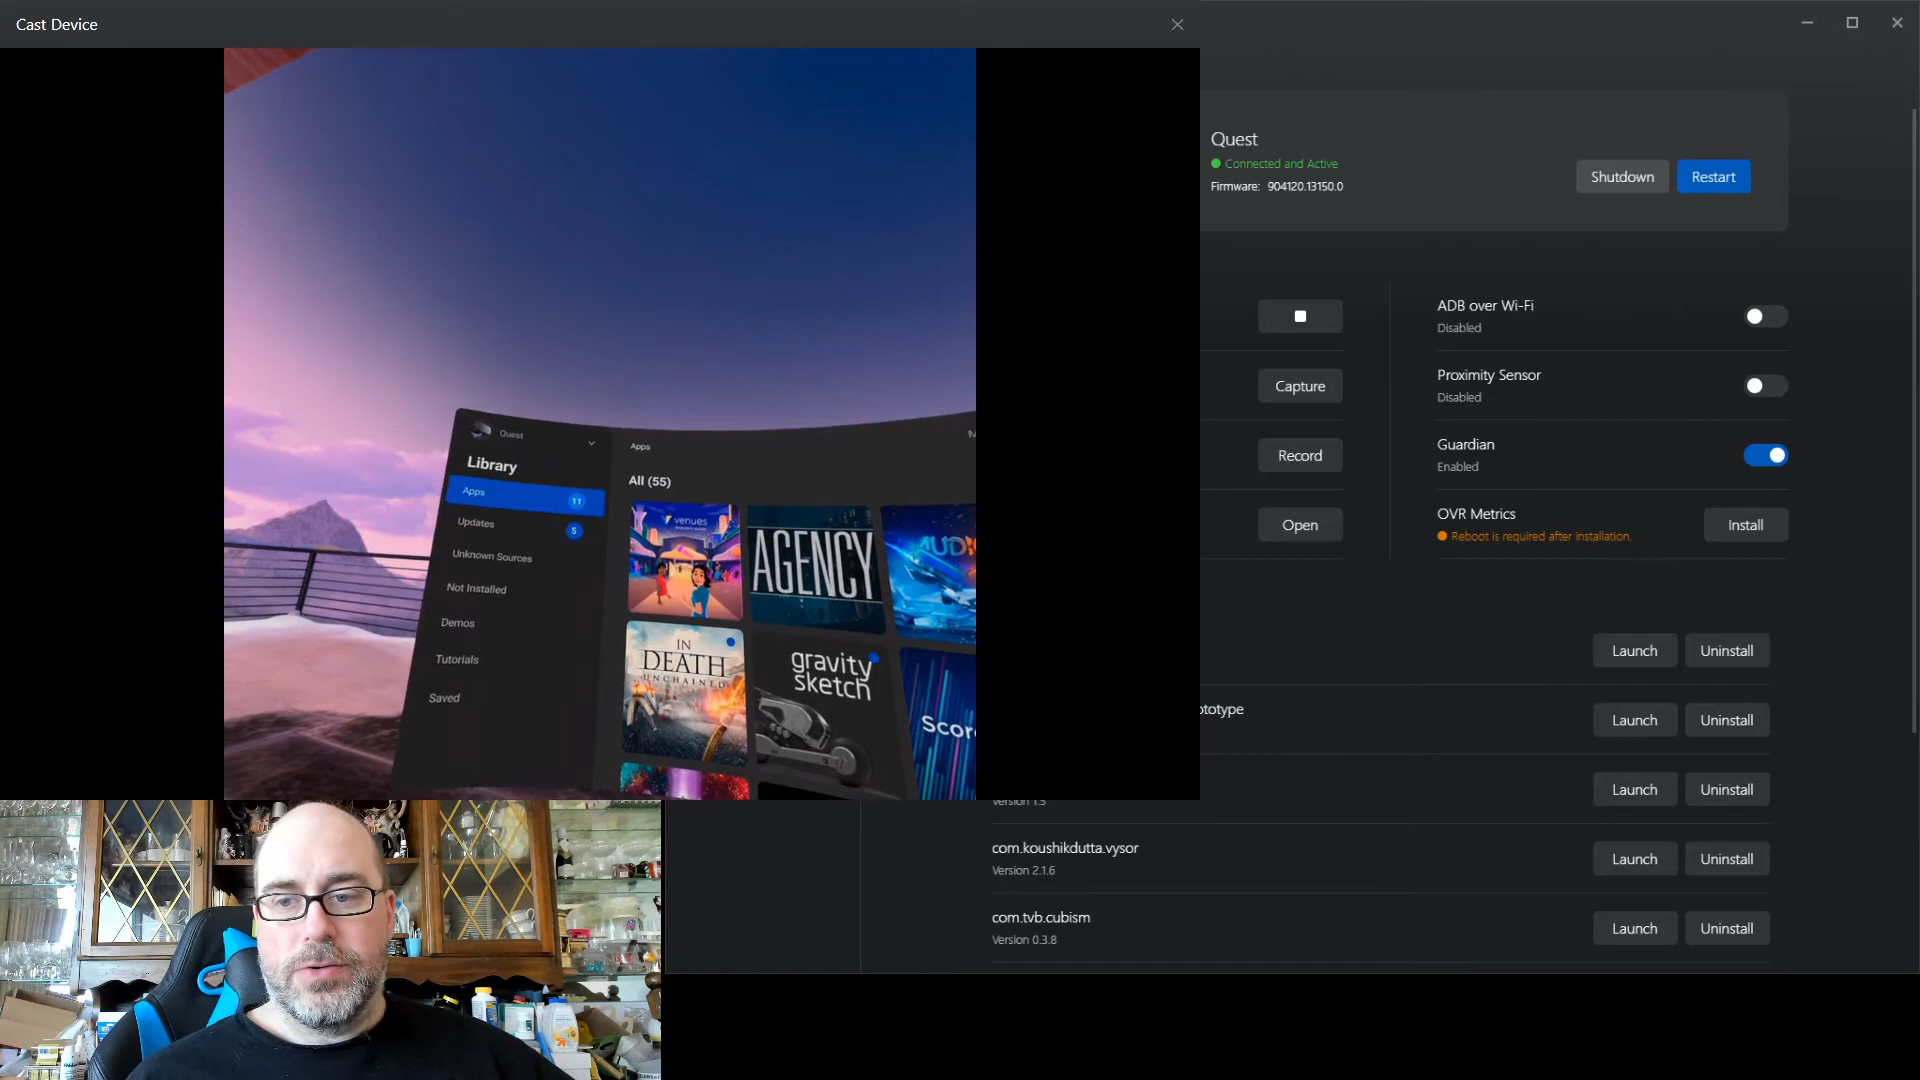 Cast Device
Quest
Library
Apps
11
Updates
5
Unknown Sources
Not Installed
Demos
Tutorials
Saved
Apps
All (55)
venues
AGENCY
IN
DEATH
UNCHAINED
gravity
sketch
Quest
Connected and Active
Firmware: 904120.13150.0
Shutdown
Restart
Capture
Record
Open
ADB over Wi-Fi
Disabled
Proximity Sensor
Disabled
Guardian
Enabled
OVR Metrics
Reboot is required after installation.
Install
Launch
Uninstall
ototype
Launch
Uninstall
Version 1.5
Launch
Uninstall
com.koushikdutta.vysor
Version 2.1.6
Launch
Uninstall
com.tvb.cubism
Version 0.3.8
Launch
Uninstall